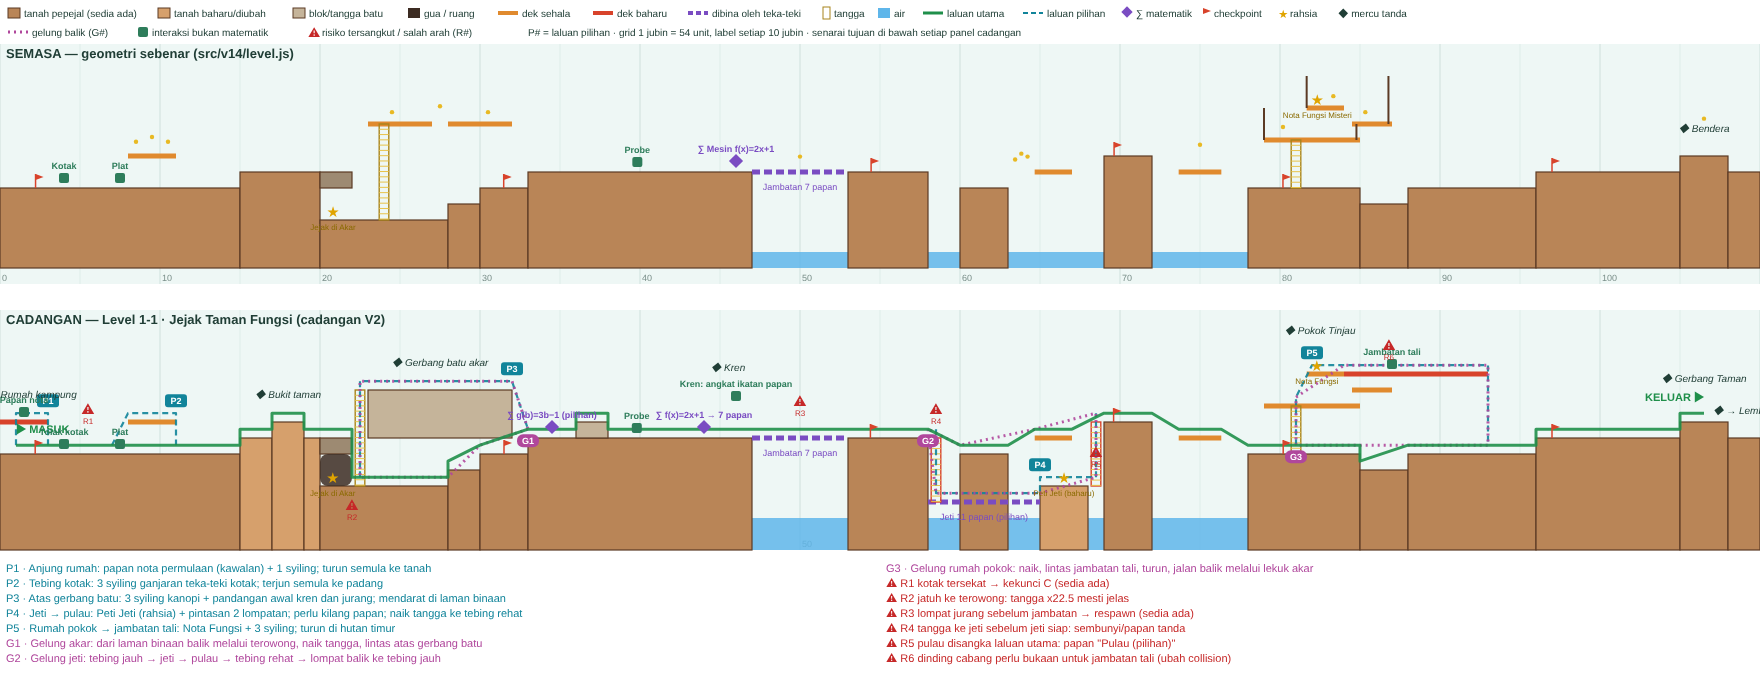 tanah pepejal (sedia ada) tanah baharu/diubah blok/tangga batu gua / ruang dek sehala dek baharu dibina oleh teka-teki tangga air laluan utama laluan pilihan ∑ matematik checkpoint rahsia mercu tanda
gelung balik (G#) interaksi bukan matematik risiko tersangkut / salah arah (R#) P# = laluan pilihan · grid 1 jubin = 54 unit, label setiap 10 jubin · senarai tujuan di bawah setiap panel cadangan
SEMASA — geometri sebenar (src/v14/level.js)
Nota Fungsi Misteri
Bendera
Probe ∑ Mesin f(x)=2x+1
Kotak Plat
Jambatan 7 papan
Jejak di Akar
0 10 20 30 40 50 60 70 80 90 100
CADANGAN — Level 1-1 · Jejak Taman Fungsi (cadangan V2)
Pokok Tinjau
P5 Jambatan tali
Gerbang batu akar P3 Kren
Nota Fungsi
Gerbang Taman
Kren: angkat ikatan papan
Rumah kampung Bukit taman
KELUAR
P1 P2
R1 R3 R4
→
∑ g(b)=3b−1 (pilihan) Probe ∑ f(x)=2x+1 → 7 papan
MASUK
Plat
G1 G2 G3
Jambatan 7 papan
P4
Jejak di Akar
R2
Jeti 11 papan (pilihan)
50
P1 · Anjung rumah: papan nota permulaan (kawalan) + 1 syiling; turun semula ke tanah
P2 · Tebing kotak: 3 syiling ganjaran teka-teki kotak; terjun semula ke padang
P3 · Atas gerbang batu: 3 syiling kanopi + pandangan awal kren dan jurang; mendarat di laman binaan
P4 · Jeti → pulau: Peti Jeti (rahsia) + pintasan 2 lompatan; perlu kilang papan; naik tangga ke tebing rehat
P5 · Rumah pokok → jambatan tali: Nota Fungsi + 3 syiling; turun di hutan timur
G1 · Gelung akar: dari laman binaan balik melalui terowong, naik tangga, lintas atas gerbang batu
G2 · Gelung jeti: tebing jauh → jeti → pulau → tebing rehat → lompat balik ke tebing jauh
G3 · Gelung rumah pokok: naik, lintas jambatan tali, turun, jalan balik melalui lekuk akar
R1 kotak tersekat → kekunci C (sedia ada)
R2 jatuh ke terowong: tangga x22.5 mesti jelas
R3 lompat jurang sebelum jambatan → respawn (sedia ada)
R4 tangga ke jeti sebelum jeti siap: sembunyi/papan tanda
R5 pulau disangka laluan utama: papan "Pulau (pilihan)"
R6 dinding cabang perlu bukaan untuk jambatan tali (ubah collision)